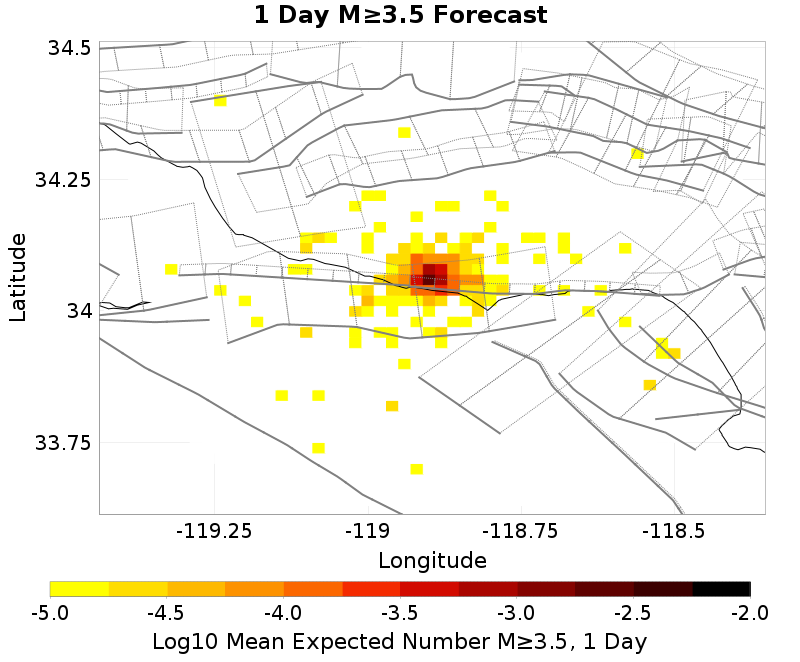 1 Day M≥3.5 Forecast
34.5
34.25
34
33.75
Latitude
-119.25 -119 -118.75 -118.5
Longitude
-5.0 -4.5 -4.0 -3.5 -3.0 -2.5 -2.0
Log10 Mean Expected Number M≥3.5, 1 Day